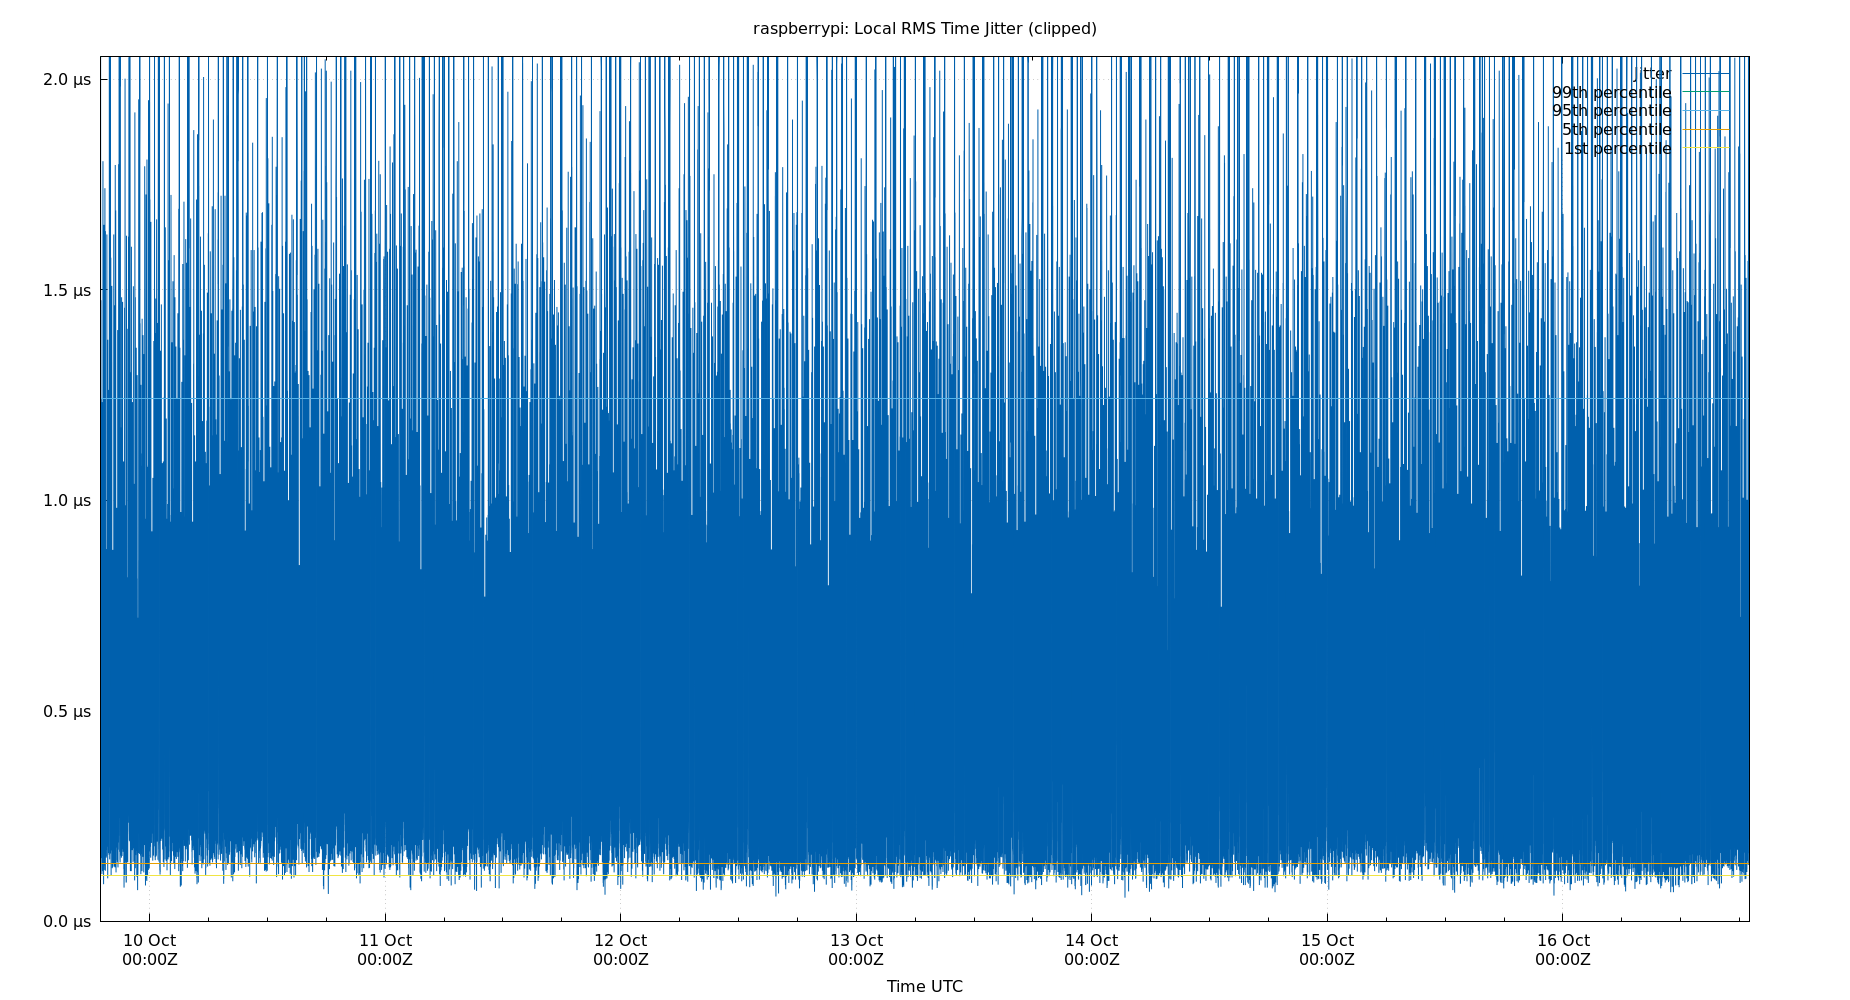 raspberrypi: Local RMS Time Jitter (clipped)
2.0 µs
1.5 µs
1.0 µs
0.5 µs
0.0 µs
jitter
99th percentile
95th percentile
5th percentile
1st percentile
10 Oct 11 Oct 12 Oct 13 Oct 14 Oct 15 Oct 16 Oct
00:00Z 00:00Z 00:00Z 00:00Z 00:00Z 00:00Z 00:00Z
Time UTC